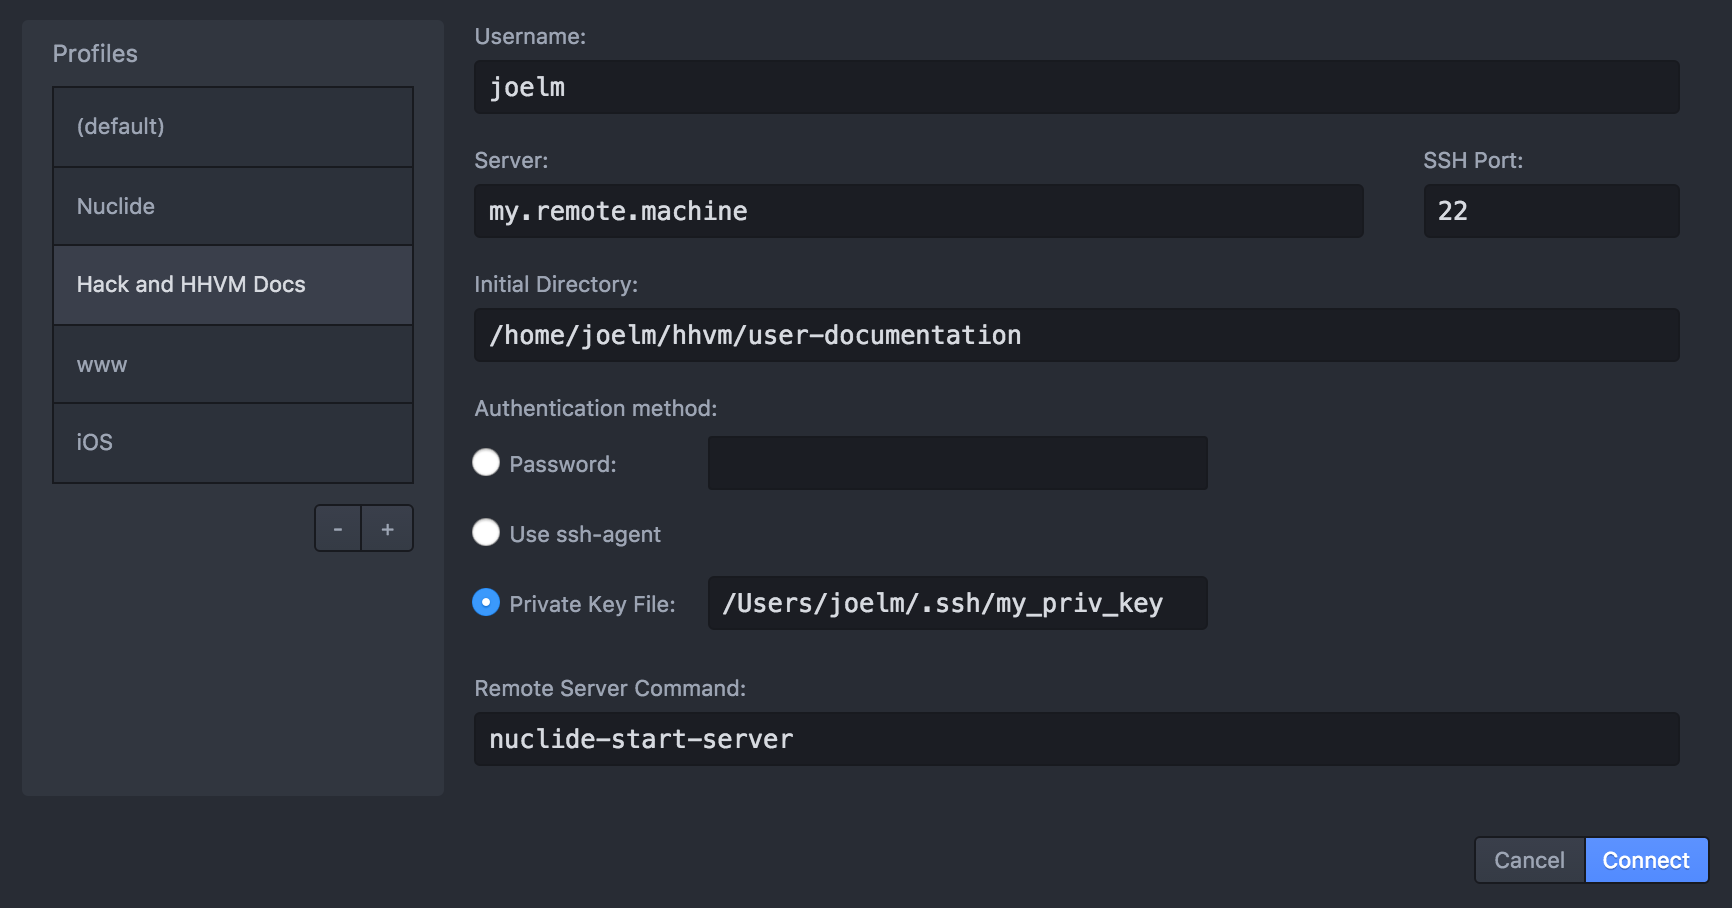 Profiles
(default)
Nuclide
Hack and HHVM Docs
www
iOS
- +
Username:
joelm
Server: SSH Port:
my.remote.machine 22
Initial Directory:
/home/joelm/hhvm/user-documentation
Authentication method:
Password:
Use ssh-agent
Private Key File: /Users/joelm/.ssh/my_priv_key
Remote Server Command:
nuclide-start-server
Cancel Connect